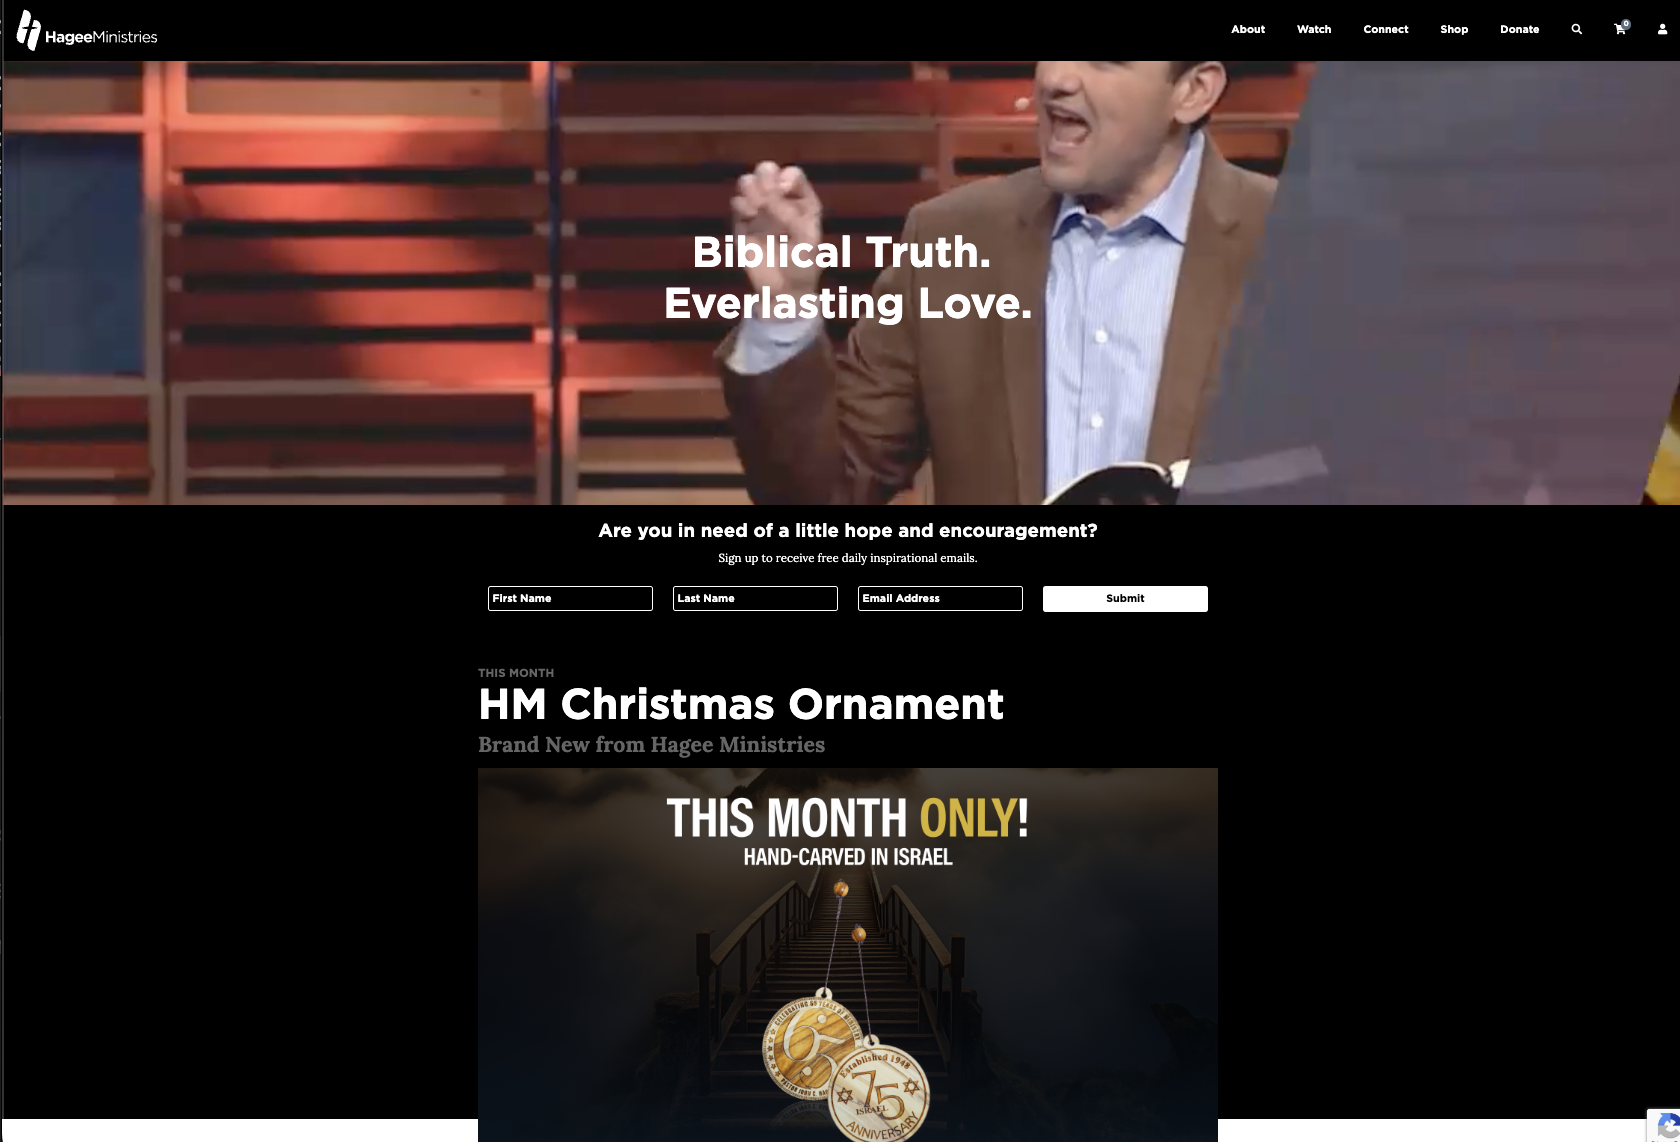 HageeMinistries
About Watch Connect Shop Donate
0
Biblical Truth.
Everlasting Love.
Are you in need of a little hope and encouragement?
Sign up to receive free daily inspirational emails.
First Name Last Name Email Address Submit
THIS MONTH
HM Christmas Ornament
Brand New from Hagee Ministries
THIS MONTH ONLY!
HAND-CARVED IN ISRAEL
CELEBRATING 65 YEARS OF MINISTRY
65
PASTOR JOHN C.
Established 1948
75
ISRAEL
ANNIVERSARY